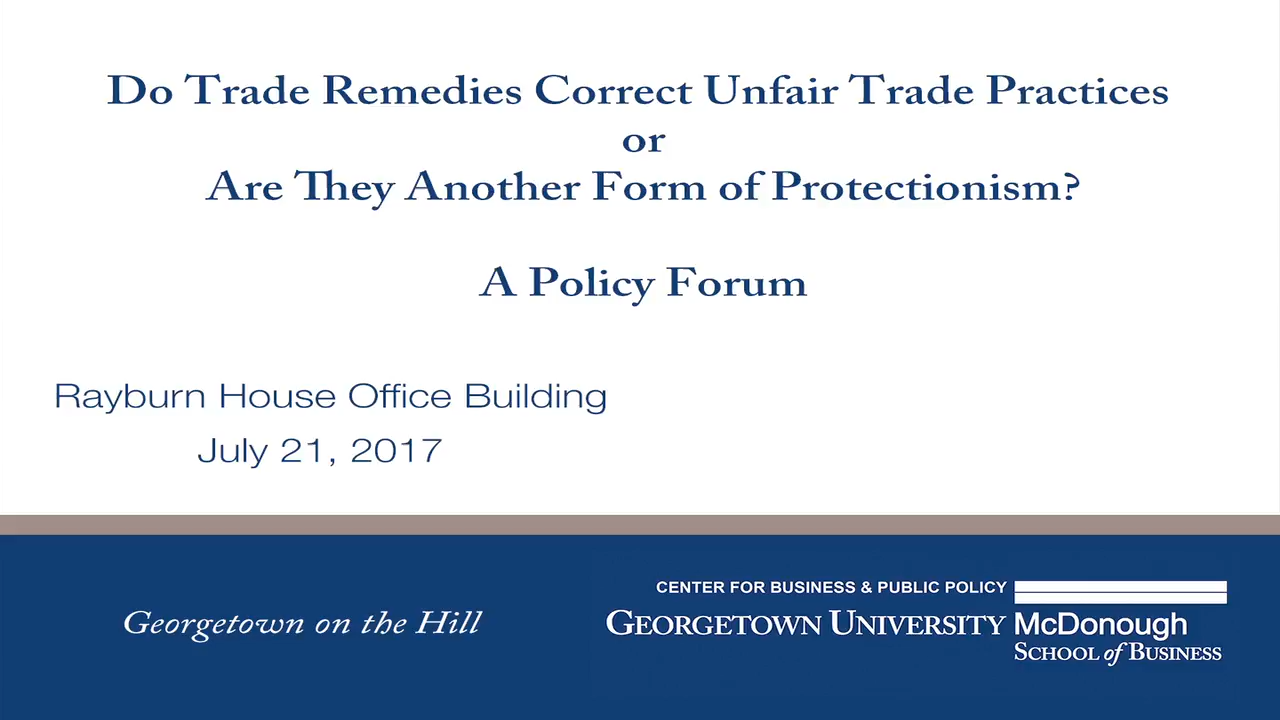 Do Trade Remedies Correct Unfair Trade Practices
or
Are They Another Form of Protectionism?
A Policy Forum
Rayburn House Office Building
July 21, 2017
Georgetown on the Hill
CENTER FOR BUSINESS & PUBLIC POLICY
GEORGETOWN UNIVERSITY McDonough
SCHOOL of BUSINESS